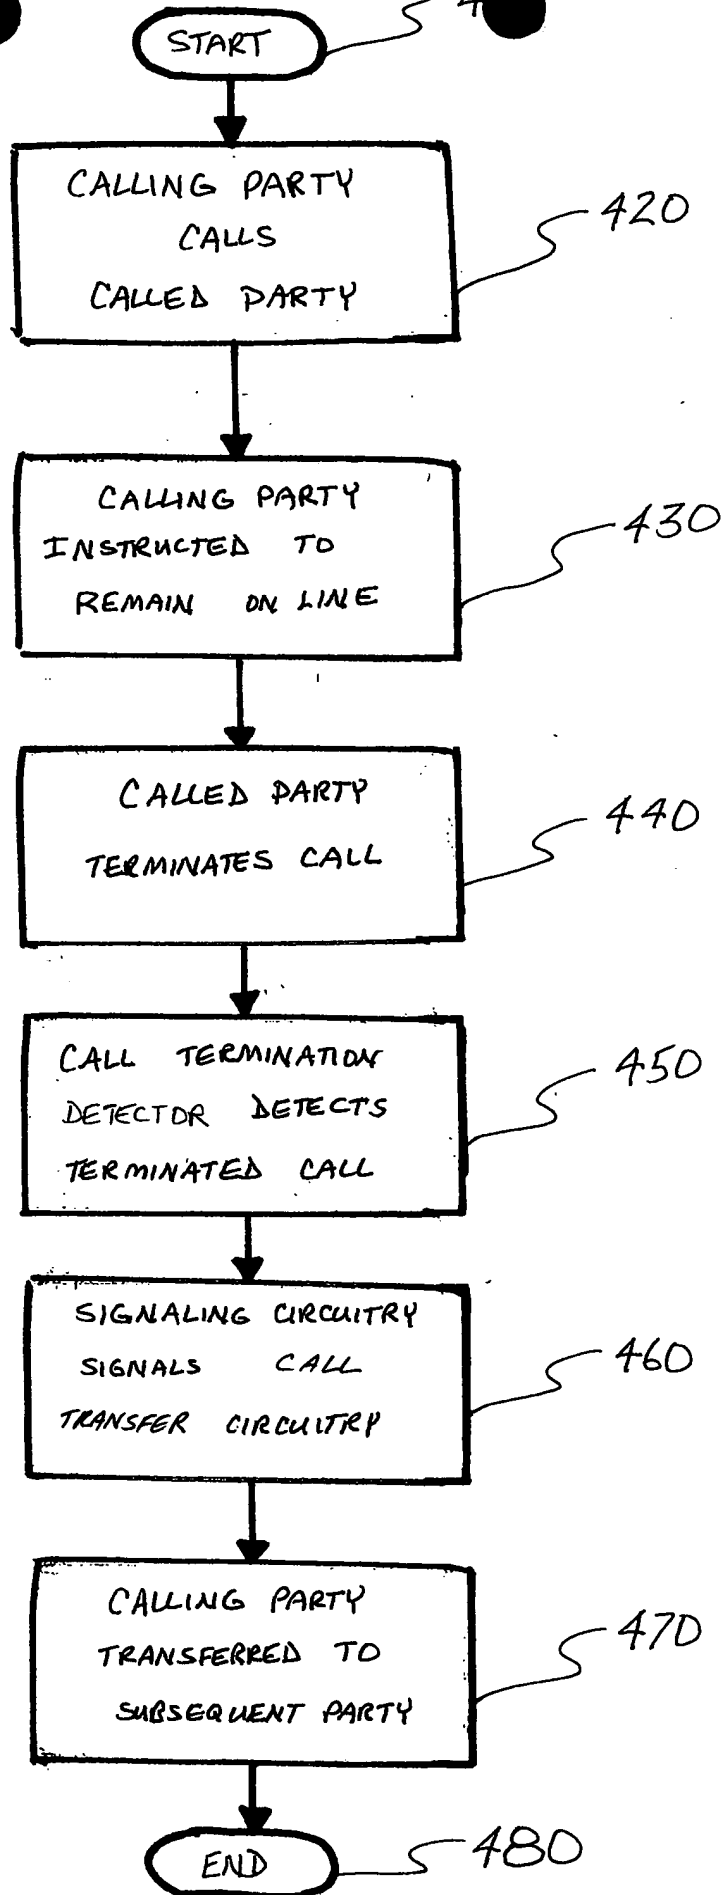 START
CALLING PARTY
CALLS
CALLED PARTY
420
CALLING PARTY
INSTRUCTED TO
REMAIN ON LINE
430
CALLED PARTY
TERMINATES CALL
440
CALL TERMINATION
DETECTOR DETECTS
TERMINATED CALL
450
SIGNALING CIRCUITRY
SIGNALS CALL
TRANSFER CIRCUITRY
460
CALLING PARTY
TRANSFERRED TO
SUBSEQUENT PARTY
470
END
480